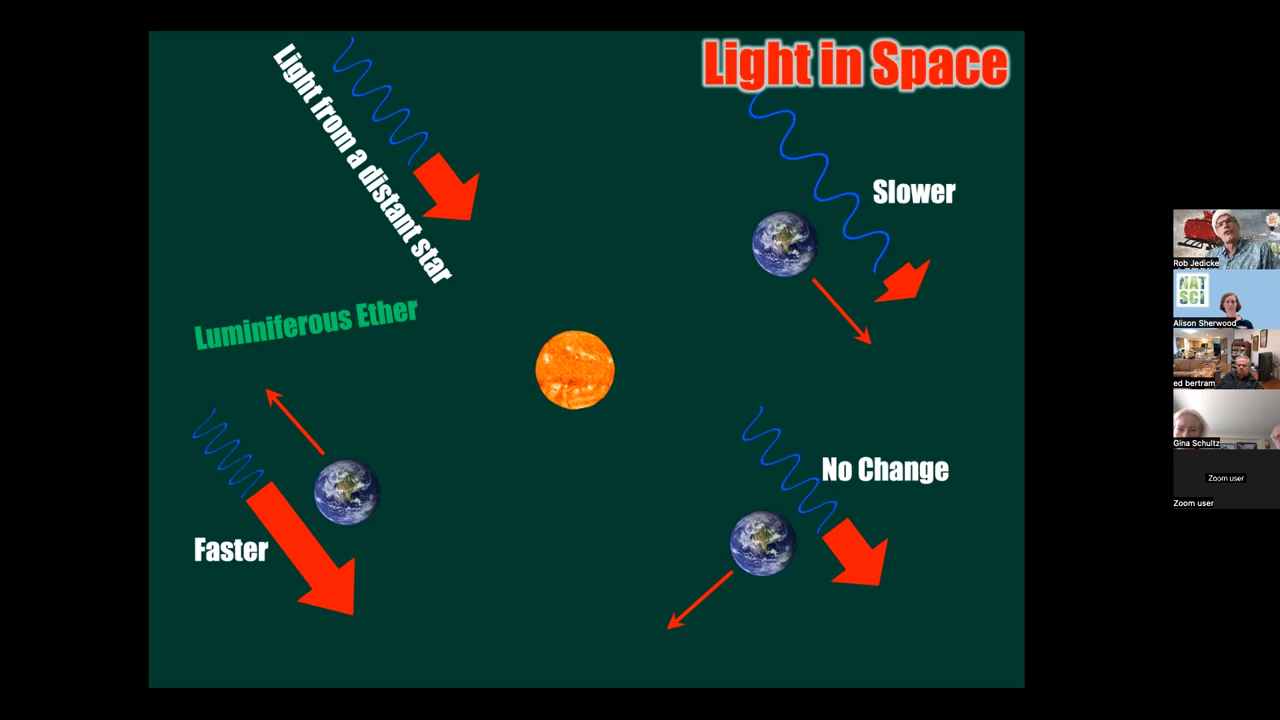 Light in Space
Light from a distant star
Slower
Luminiferous Ether
No Change
Faster
Rob Jedicke
NAT
SCI
Alison Sherwood
ed bertram
Gina Schultz
Zoom user
Zoom user